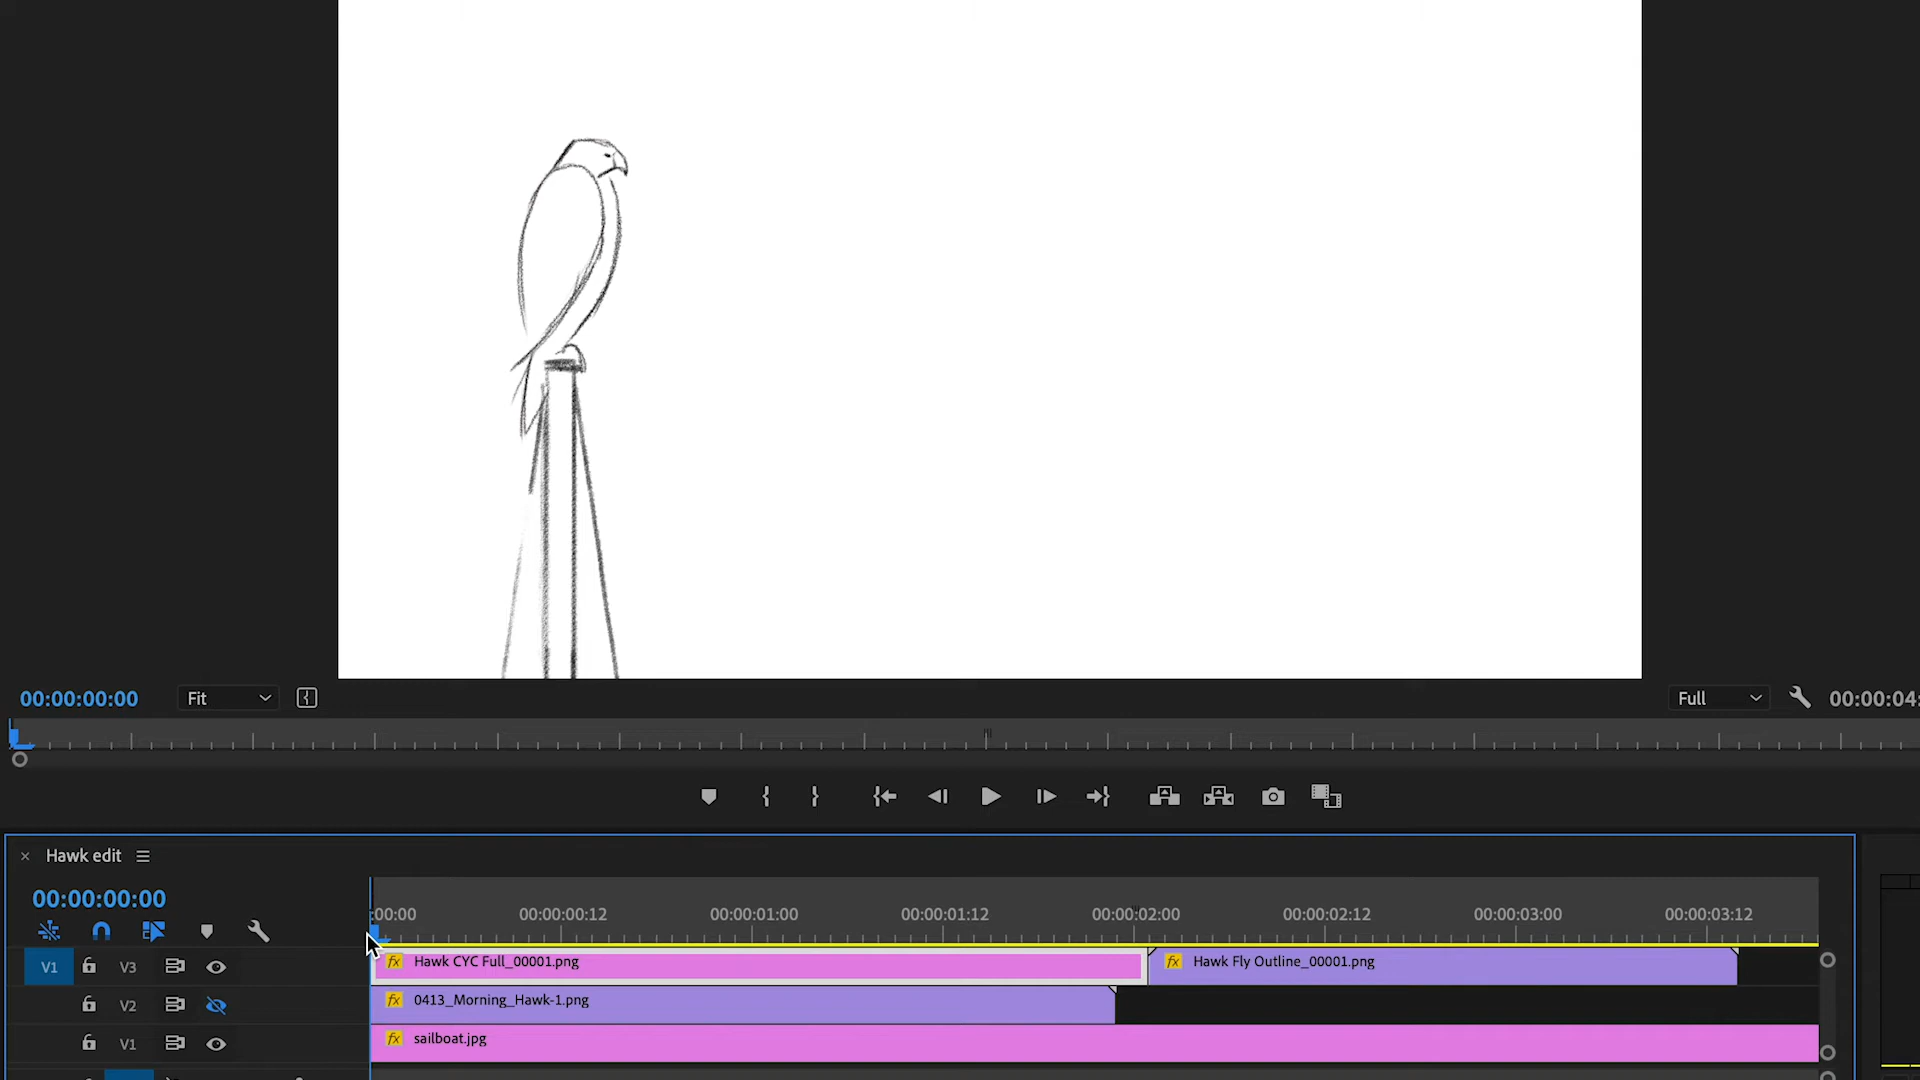 00:00:00:00
Fit
Full
00:00:04:
Hawk edit
00:00:00:00
:00:00
00:00:00:12
00:00:01:00
00:00:01:12
00:00:02:00
00:00:02:12
00:00:03:00
00:00:03:12
V1
V3
fx Hawk CYC Full_00001.png
fx Hawk Fly Outline_00001.png
V2
fx 0413_Morning_Hawk-1.png
V1
fx sailboat.jpg